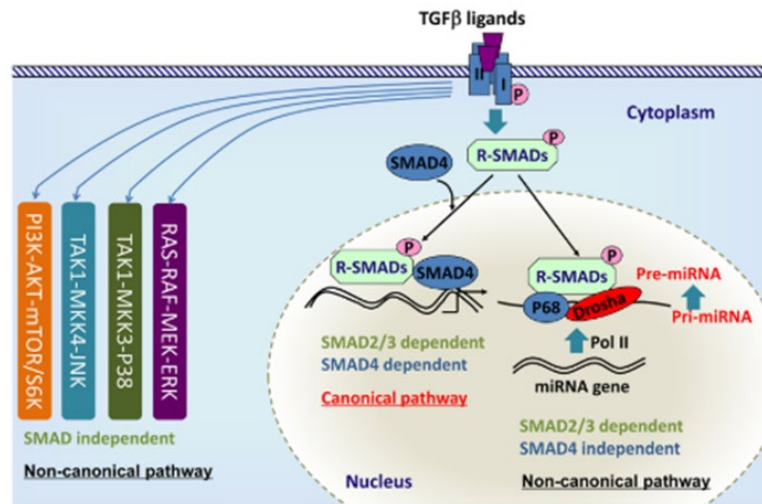 TGFβ ligands
II
I
P
Cytoplasm
P
R-SMADs
SMAD4
PI3K-AKT-mTOR/S6K
TAK1-MKK4-JNK
TAK1-MKK3-P38
RAS-RAF-MEK-ERK
P
R-SMADs
SMAD4
P
R-SMADs
P68
Drosha
Pre-miRNA
Pri-miRNA
Pol II
miRNA gene
SMAD2/3 dependent
SMAD4 dependent
Canonical pathway
SMAD2/3 dependent
SMAD4 independent
Non-canonical pathway
SMAD independent
Non-canonical pathway
Nucleus